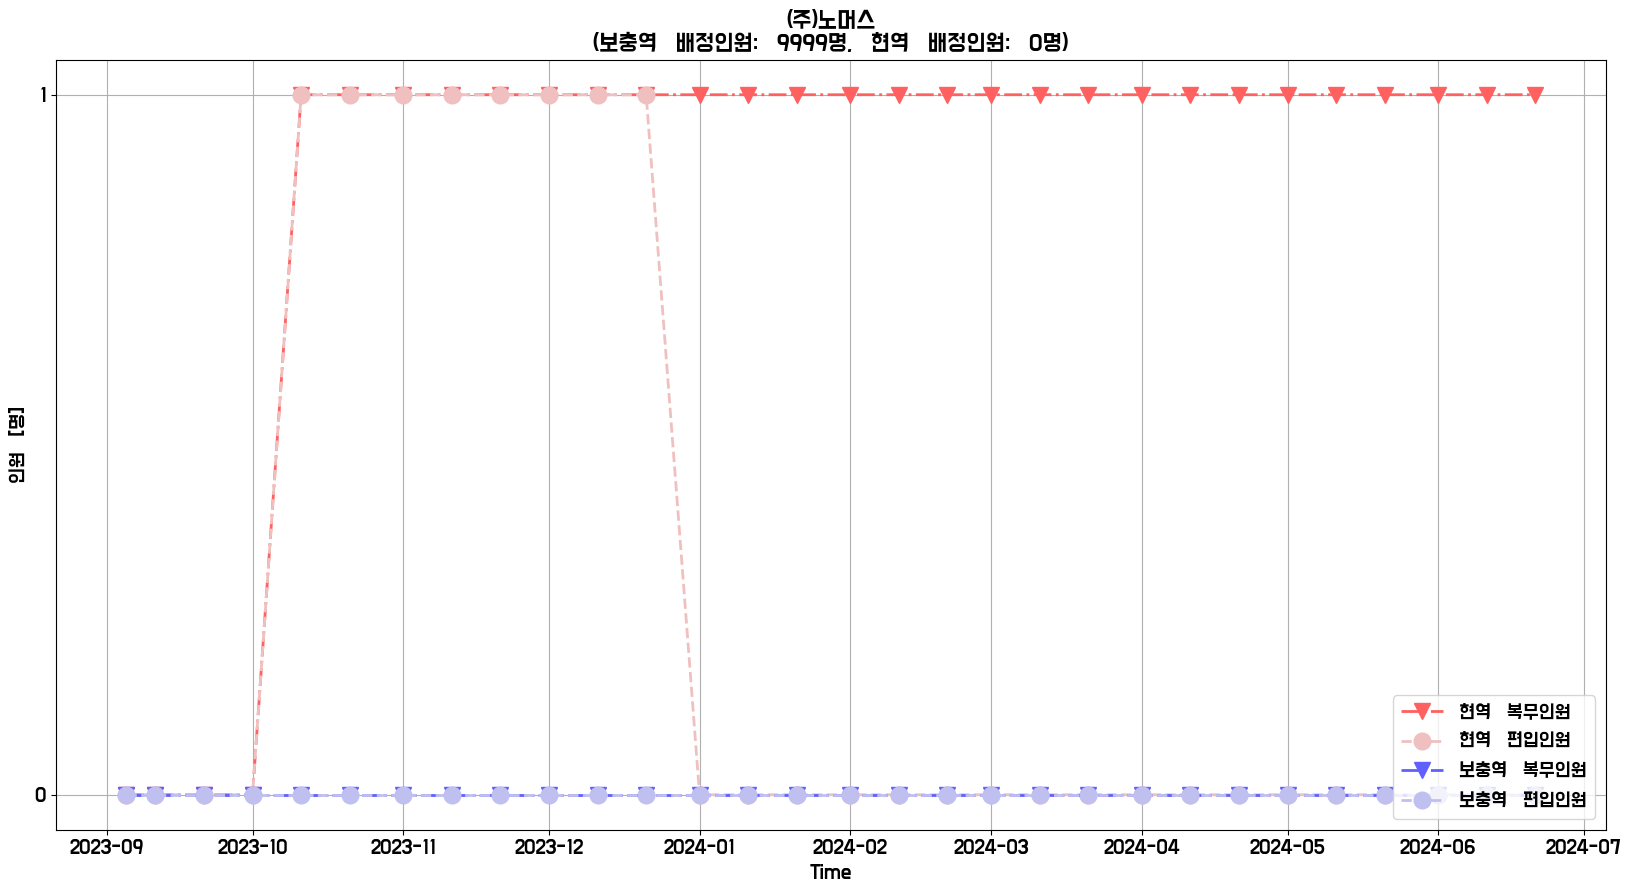 (주)노머스
(보충역 배정인원: 9999명, 현역 배정인원: 0명)
1
0
인원 [명]
현역 복무인원
현역 편입인원
보충역 복무인원
보충역 편입인원
2023-09 2023-10 2023-11 2023-12 2024-01 2024-02 2024-03 2024-04 2024-05 2024-06 2024-07
Time